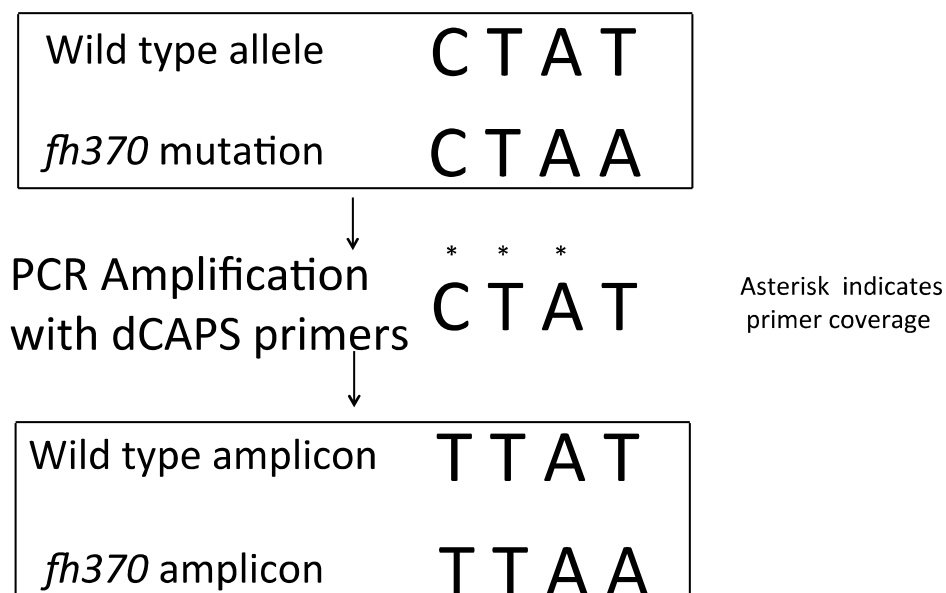 Wild type allele C T A T
fh370 mutation C T A A
* * *
PCR Amplification
with dCAPS primers
C T A T
Asterisk indicates
primer coverage
Wild type amplicon T T A T
fh370 amplicon T T A A